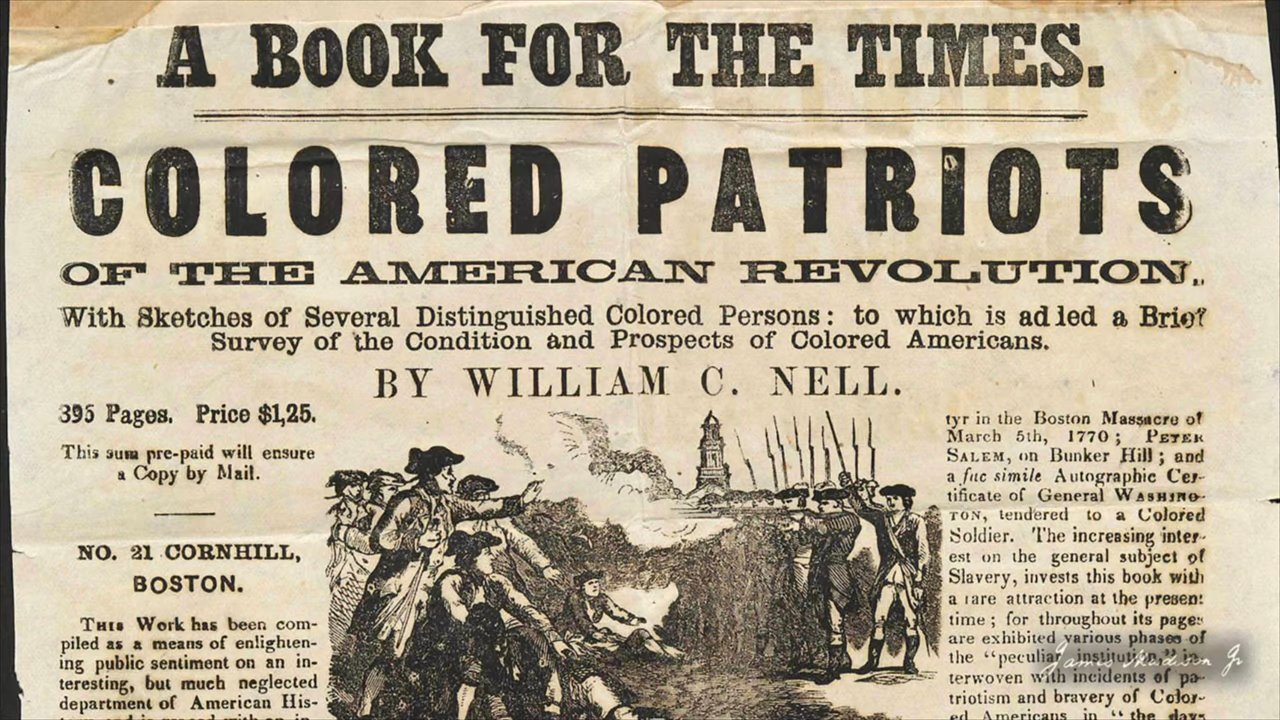 A BOOK FOR THE TIMES.
COLORED PATRIOTS
OF THE AMERICAN REVOLUTION,
With Sketches of Several Distinguished Colored Persons: to which is ad led a Brief
Survey of the Condition and Prospects of Colored Americans.
BY WILLIAM C. NELL.
395 Pages. Price $1,25.
This sum pre-paid will ensure
a Copy by Mail.
NO. 21 CORNHILL,
BOSTON.
THIS Work has been com-
piled as a means of enlighten-
ing public sentiment on an in-
teresting, but much neglected
department of American His-
tyr in the Boston Massacre of
March 5th, 1770; PETER
SALEM, on Bunker Hill; and
a fac simile Autographic Cer-
tificate of General WASHING-
TON, tendered to a Colored
Soldier. The increasing inter-
est on the general subject of
Slavery, invests this book with
a rare attraction at the present
time; for throughout its pages
are exhibited various phases of
the "peculiar institution," in-
terwoven with incidents of pa-
triotism and bravery of Color-
ed Americans in "the days